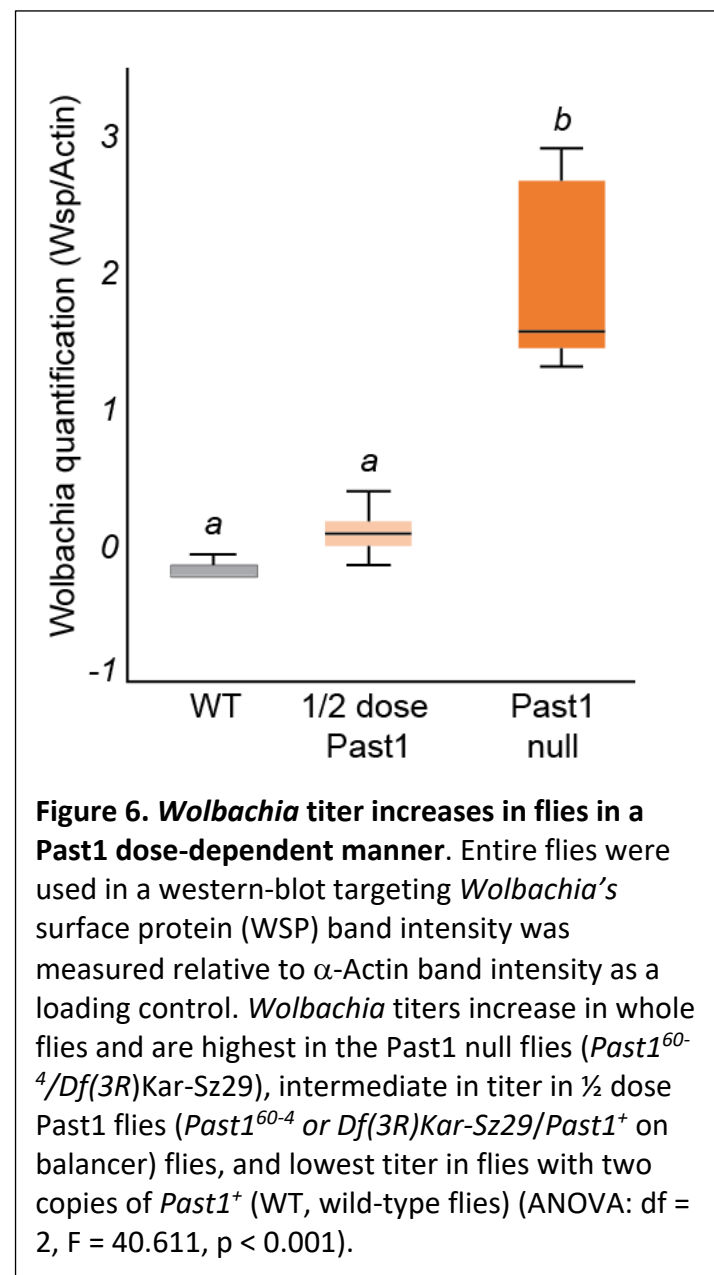 Wolbachia quantification (Wsp/Actin)
3
2
1
0
-1
a
a
b
WT
1/2 dose
Past1
Past1
null
Figure 6. Wolbachia titer increases in flies in a
Past1 dose-dependent manner. Entire flies were
used in a western-blot targeting Wolbachia’s
surface protein (WSP) band intensity was
measured relative to α-Actin band intensity as a
loading control. Wolbachia titers increase in whole
flies and are highest in the Past1 null flies (Past1⁶⁰⁻
⁴/Df(3R)Kar-Sz29), intermediate in titer in ½ dose
Past1 flies (Past1⁶⁰⁻⁴ or Df(3R)Kar-Sz29/Past1⁺ on
balancer) flies, and lowest titer in flies with two
copies of Past1⁺ (WT, wild-type flies) (ANOVA: df =
2, F = 40.611, p < 0.001).